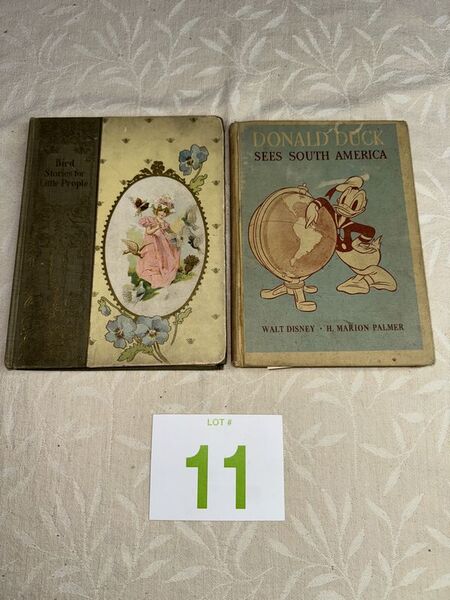 Bird
Stories for
Little People
DONALD DUCK
SEES SOUTH AMERICA
WALT DISNEY · H. MARION PALMER
LOT #
11